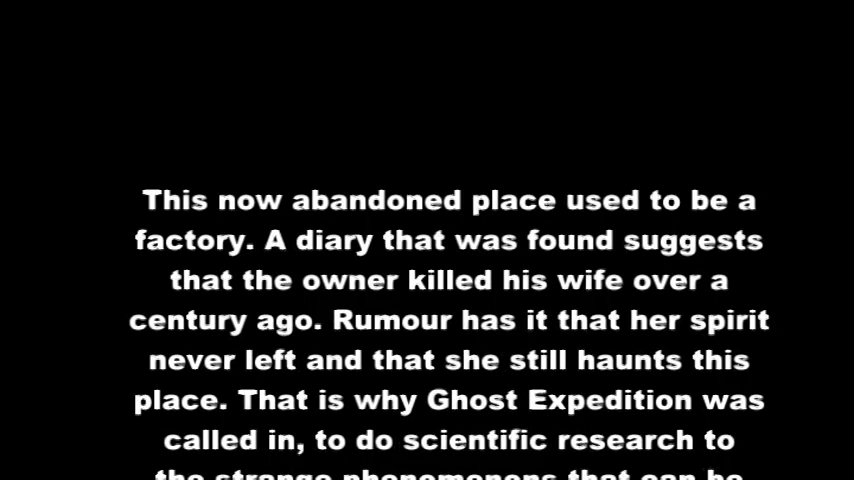 This now abandoned place used to be a
factory. A diary that was found suggests
that the owner killed his wife over a
century ago. Rumour has it that her spirit
never left and that she still haunts this
place. That is why Ghost Expedition was
called in, to do scientific research to
the strange phenomenons that can be